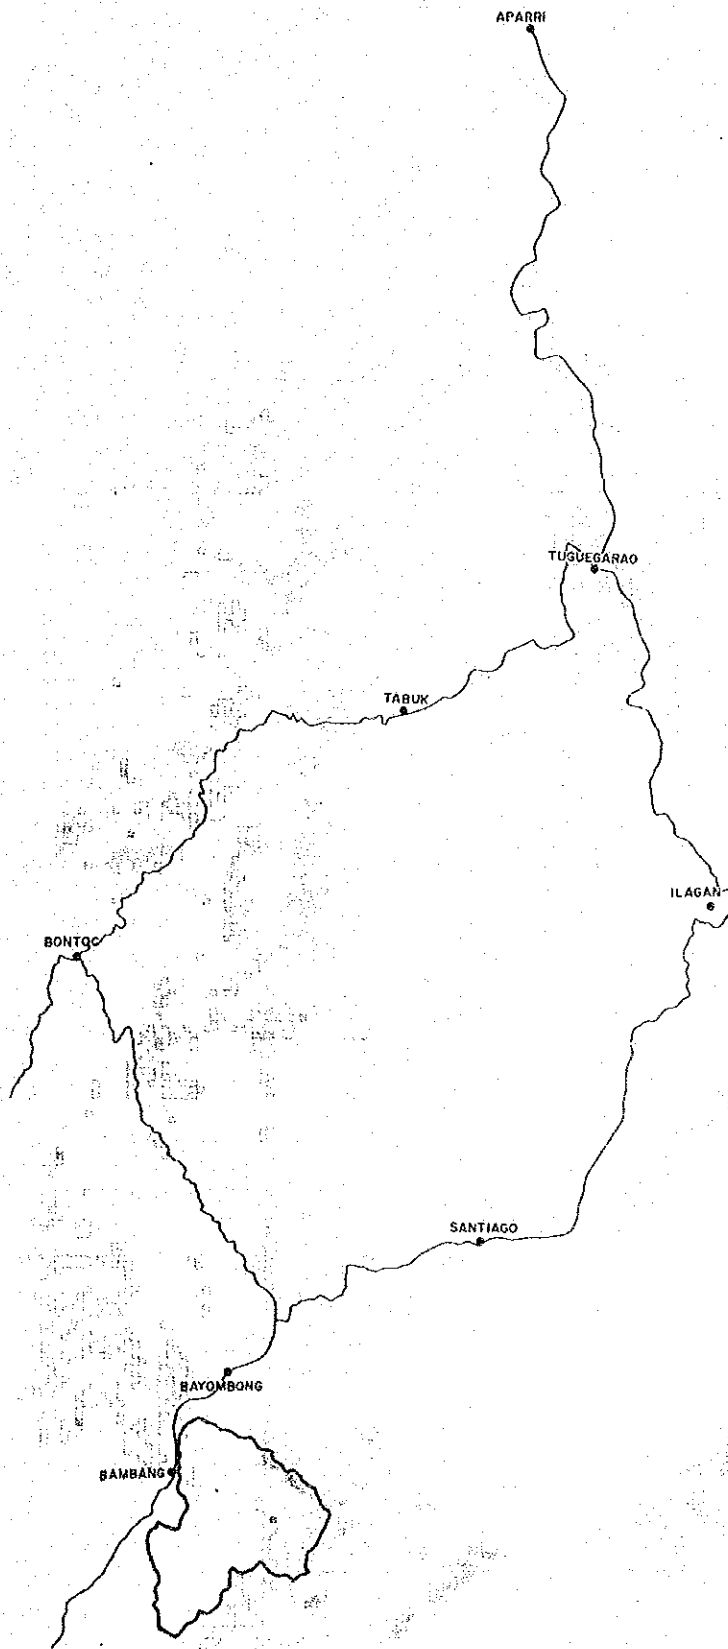 APARRI
TUGUEGARAO
TABUK
ILAGAN
BONTOC
SANTIAGO
BAYOMBONG
BAMBANG